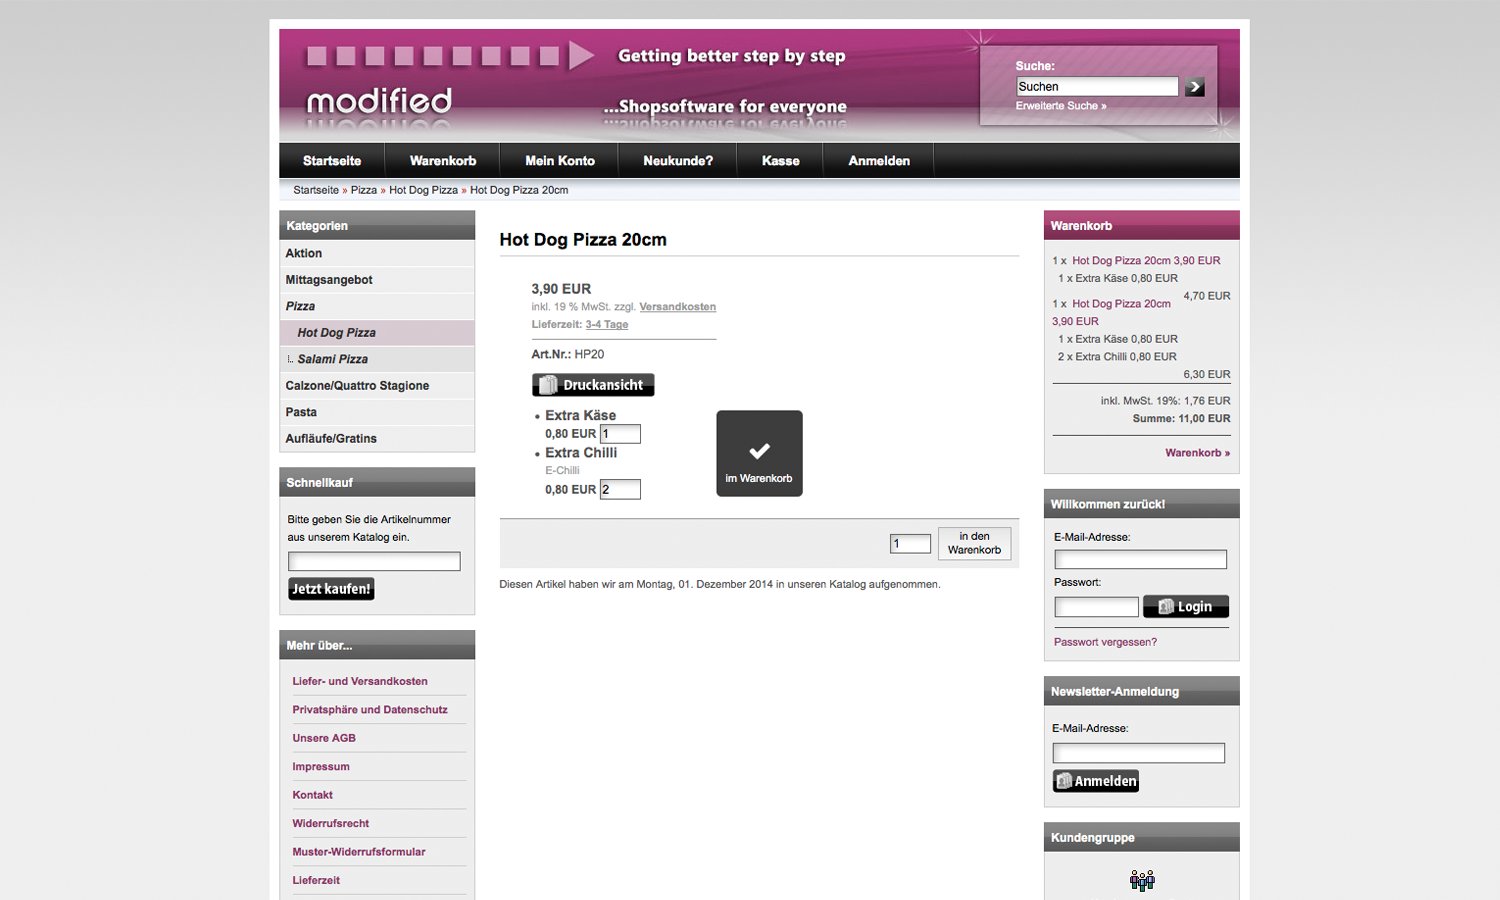 Getting better step by step
modified
...Shopsoftware for everyone
Suche:
Suchen
Erweiterte Suche »
Startseite
Warenkorb
Mein Konto
Neukunde?
Kasse
Anmelden
Startseite » Pizza » Hot Dog Pizza » Hot Dog Pizza 20cm
Kategorien
Aktion
Mittagsangebot
Pizza
Hot Dog Pizza
Salami Pizza
Calzone/Quattro Stagione
Pasta
Aufläufe/Gratins
Schnellkauf
Bitte geben Sie die Artikelnummer
aus unserem Katalog ein.
Jetzt kaufen!
Mehr über...
Liefer- und Versandkosten
Privatsphäre und Datenschutz
Unsere AGB
Impressum
Kontakt
Widerrufsrecht
Muster-Widerrufsformular
Lieferzeit
Hot Dog Pizza 20cm
3,90 EUR
inkl. 19 % MwSt. zzgl. Versandkosten
Lieferzeit: 3-4 Tage
Art.Nr.: HP20
Druckansicht
• Extra Käse
0,80 EUR 1
• Extra Chilli
E-Chilli
0,80 EUR 2
im Warenkorb
1
in den
Warenkorb
Diesen Artikel haben wir am Montag, 01. Dezember 2014 in unseren Katalog aufgenommen.
Warenkorb
1 x Hot Dog Pizza 20cm 3,90 EUR
1 x Extra Käse 0,80 EUR
4,70 EUR
1 x Hot Dog Pizza 20cm
3,90 EUR
1 x Extra Käse 0,80 EUR
2 x Extra Chilli 0,80 EUR
6,30 EUR
inkl. MwSt. 19%: 1,76 EUR
Summe: 11,00 EUR
Warenkorb »
Willkommen zurück!
E-Mail-Adresse:
Passwort:
Login
Passwort vergessen?
Newsletter-Anmeldung
E-Mail-Adresse:
Anmelden
Kundengruppe